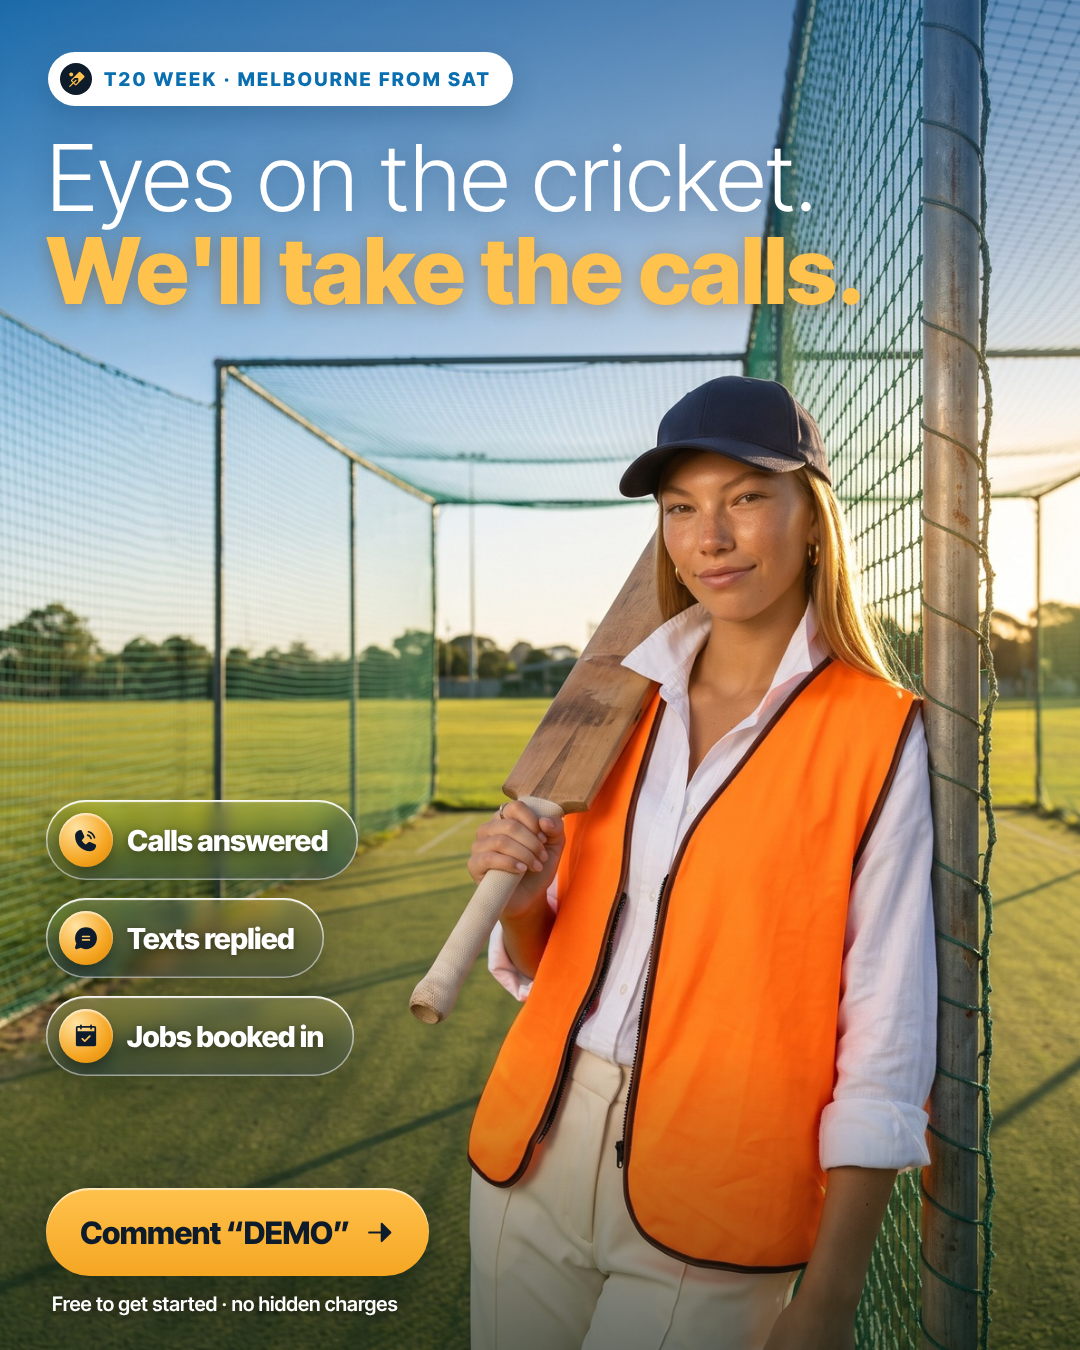 T20 WEEK · MELBOURNE FROM SAT
Eyes on the cricket.
We'll take the calls.
Calls answered
Texts replied
Jobs booked in
Comment “DEMO”
Free to get started · no hidden charges